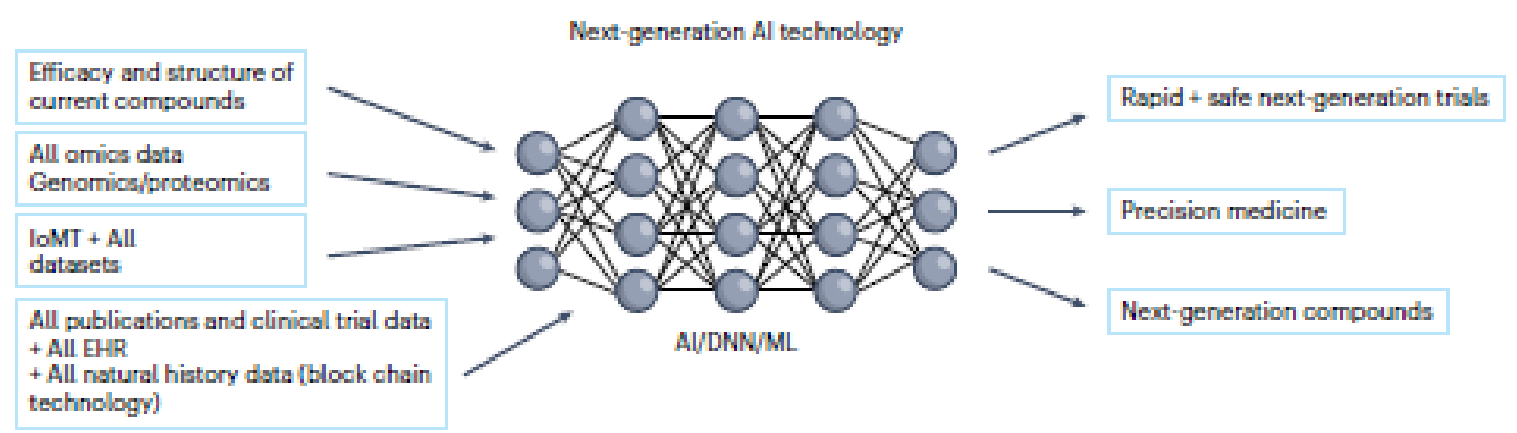 Next-generation AI technology
Efficacy and structure of
current compounds
All omics data
Genomics/proteomics
IoMT + All
datasets
All publications and clinical trial data
+ All EHR
+ All natural history data (block chain
technology)
AI/DNN/ML
Rapid + safe next-generation trials
Precision medicine
Next-generation compounds